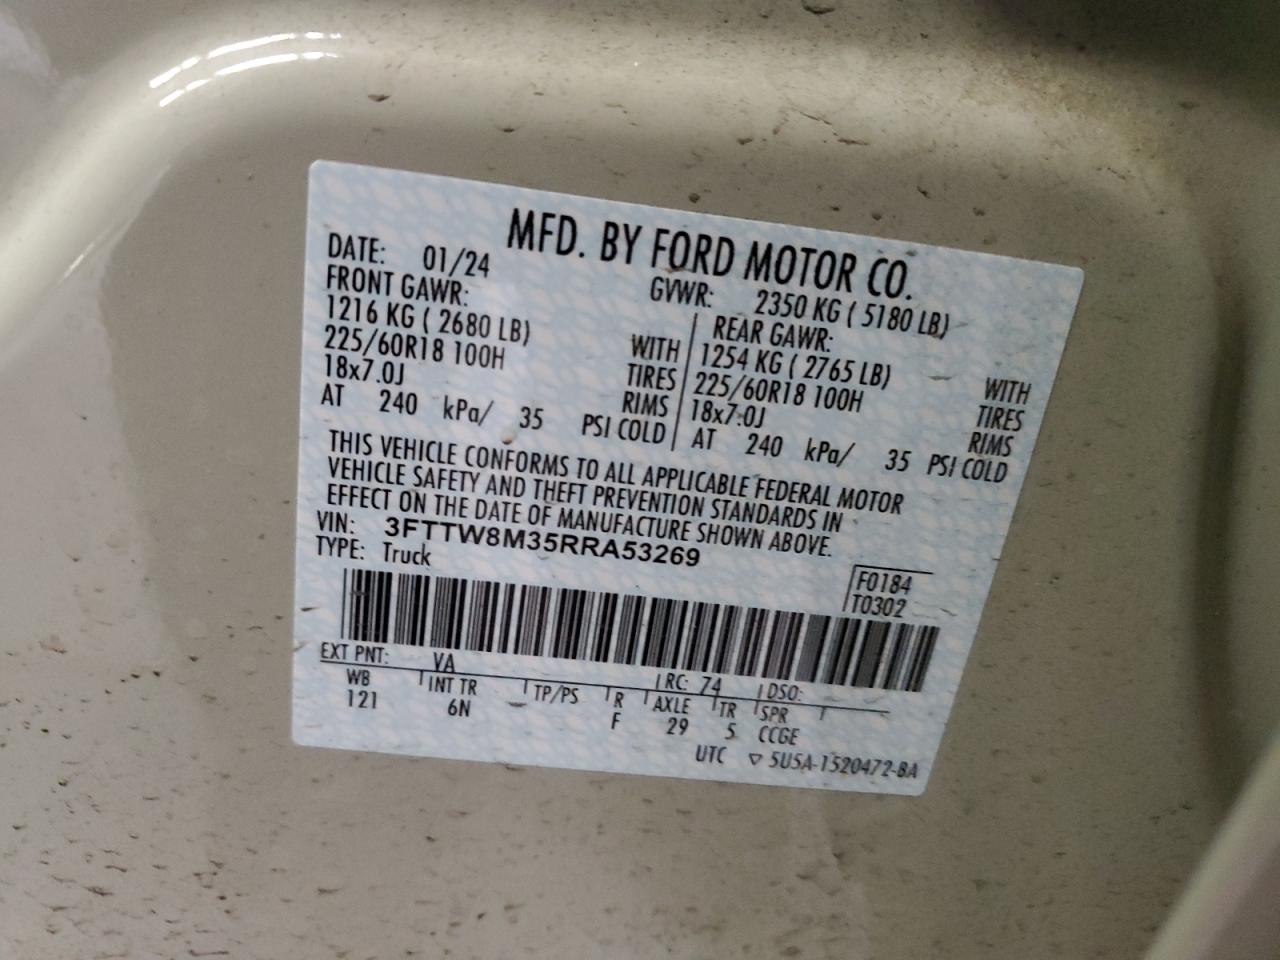 MFD. BY FORD MOTOR CO.
DATE: 01/24 GVWR: 2350 KG ( 5180 LB)
FRONT GAWR: REAR GAWR:
1216 KG ( 2680 LB) WITH 1254 KG ( 2765 LB) WITH
225/60R18 100H TIRES 225/60R18 100H TIRES
18x7.0J RIMS 18x7.0J RIMS
AT 240 kPa/ 35 PSI COLD AT 240 kPa/ 35 PSI COLD
THIS VEHICLE CONFORMS TO ALL APPLICABLE FEDERAL MOTOR
VEHICLE SAFETY AND THEFT PREVENTION STANDARDS IN
EFFECT ON THE DATE OF MANUFACTURE SHOWN ABOVE.
VIN: 3FTTW8M35RRA53269
TYPE: Truck
F0184
T0302
EXT PNT: VA RC: 74 DSO:
WB INT TR TP/PS R AXLE TR SPR
121 6N F 29 5 CCGE
UTC ▽ 5U5A-1520472-BA